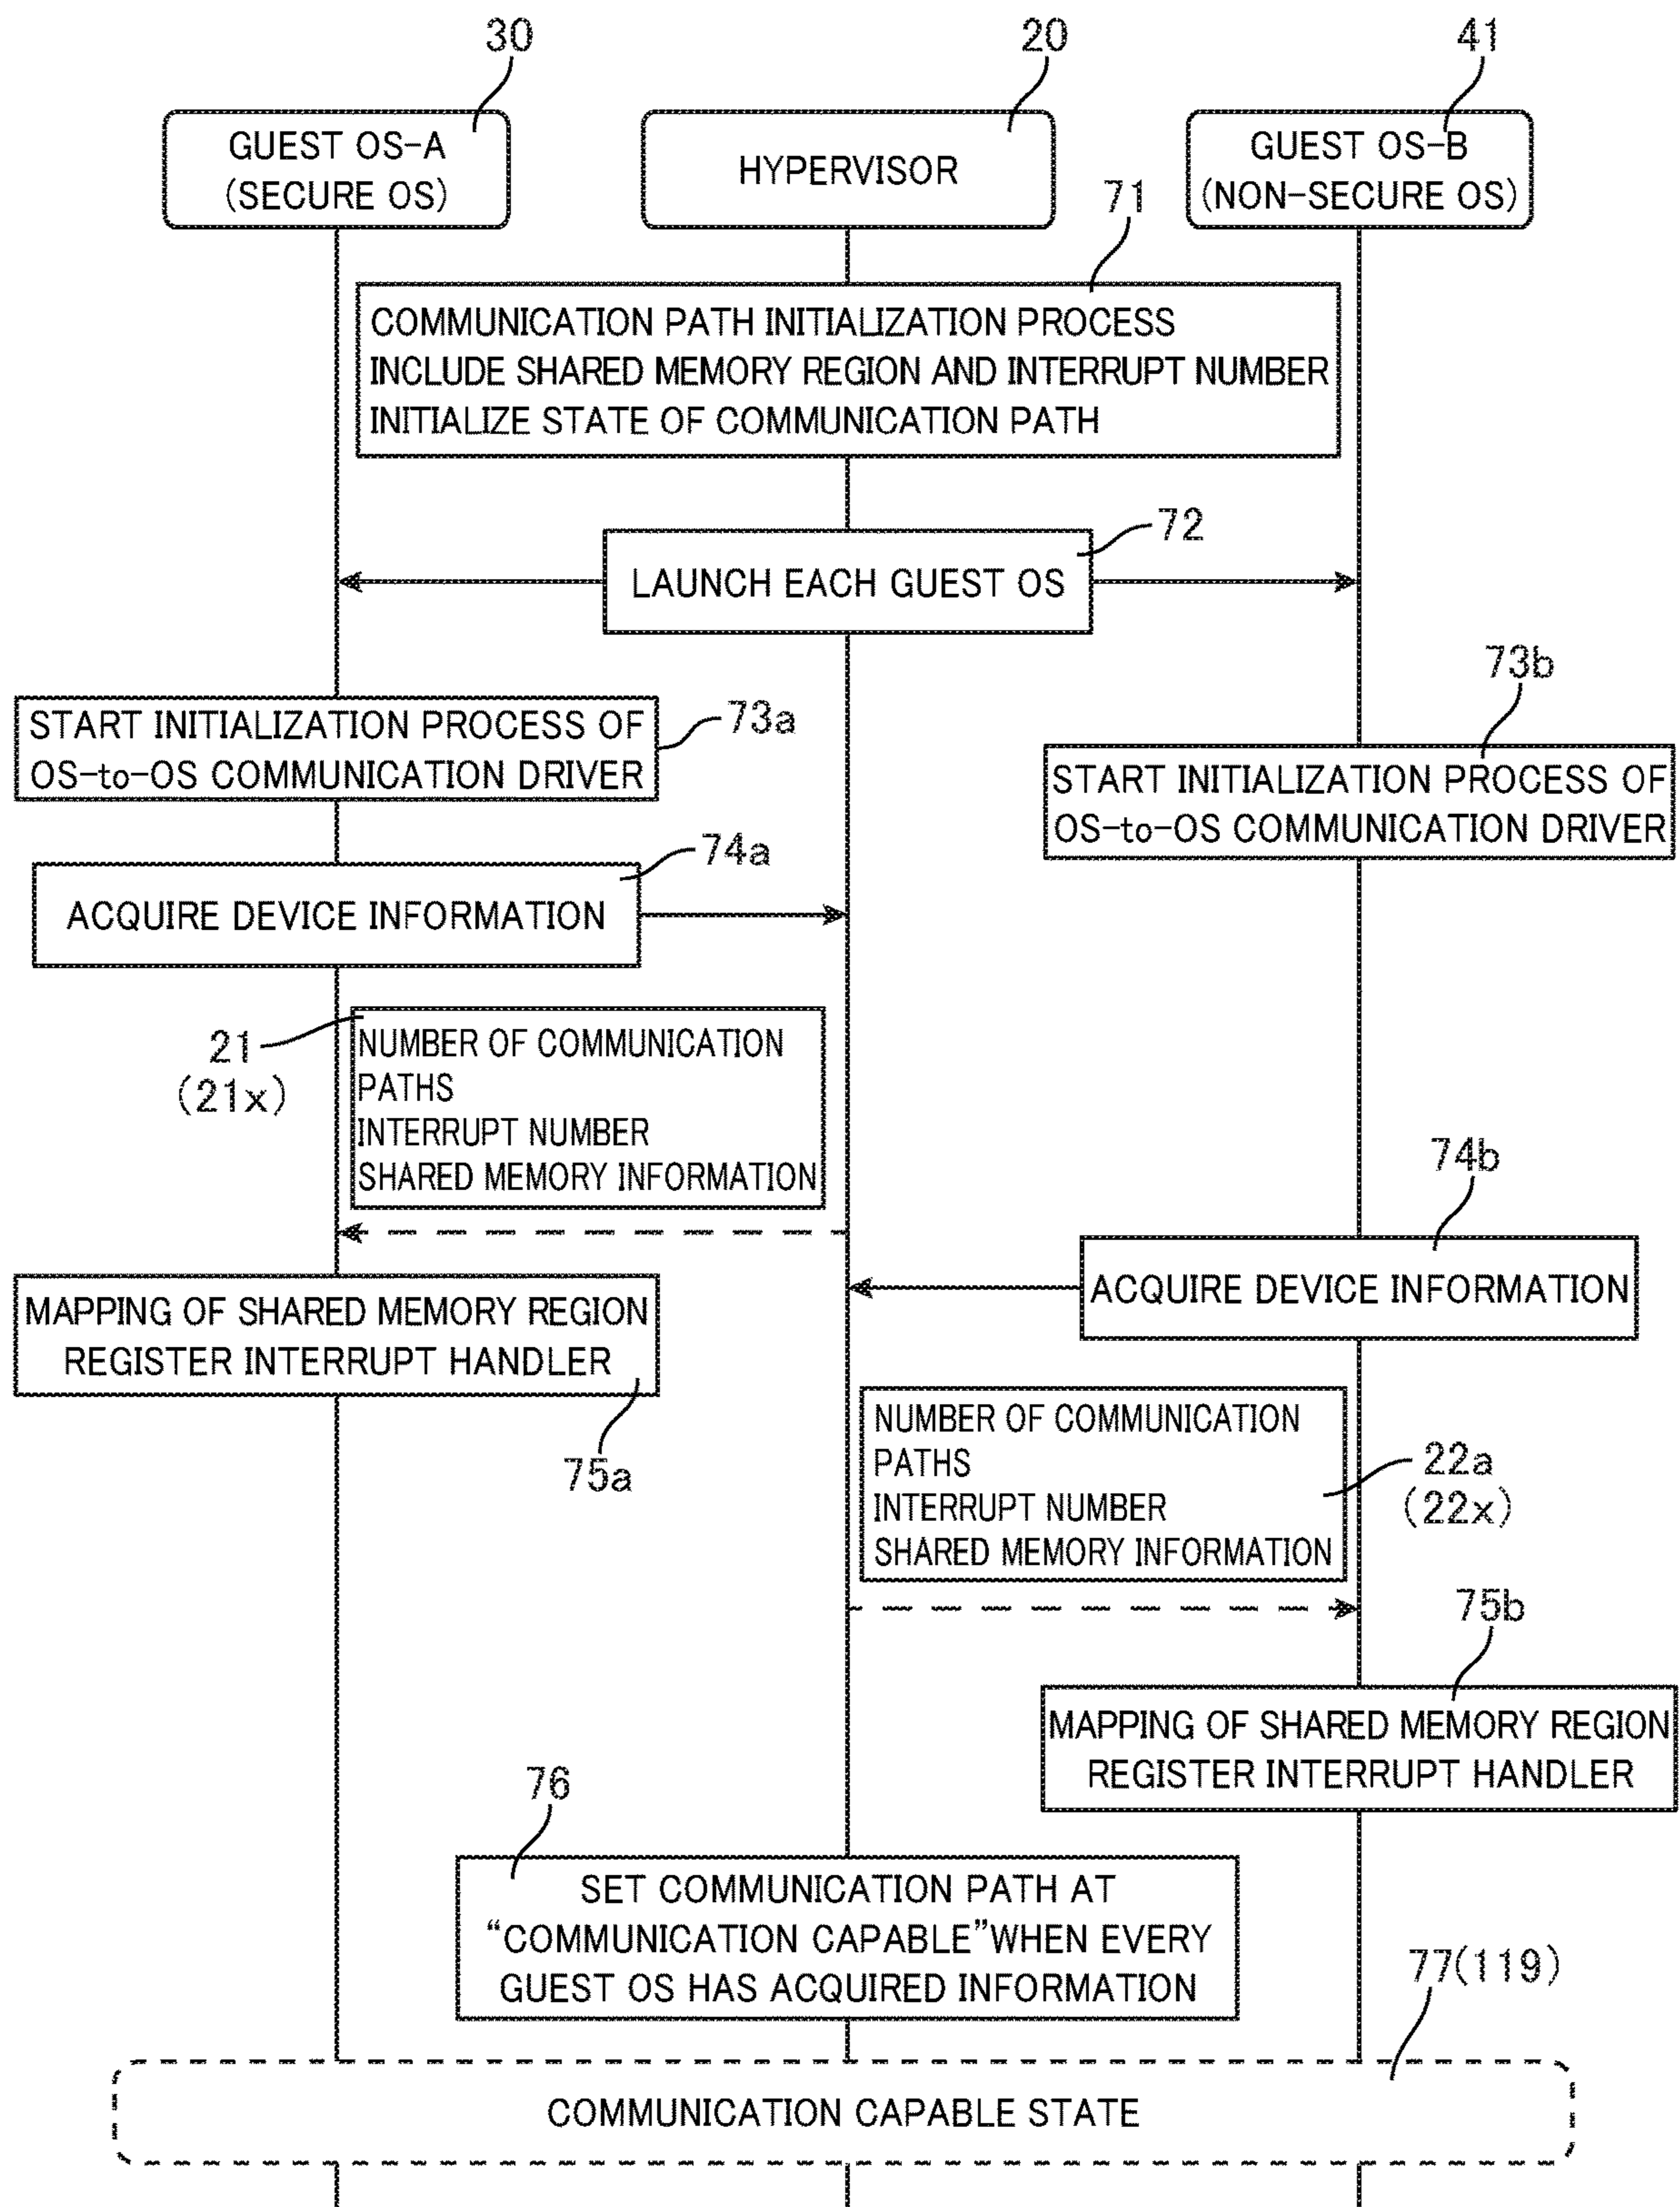 30
20
41
GUEST OS-A
(SECURE OS)
HYPERVISOR
GUEST OS-B
(NON-SECURE OS)
71
COMMUNICATION PATH INITIALIZATION PROCESS
INCLUDE SHARED MEMORY REGION AND INTERRUPT NUMBER
INITIALIZE STATE OF COMMUNICATION PATH
72
LAUNCH EACH GUEST OS
73b
73a
START INITIALIZATION PROCESS OF
OS-to-OS COMMUNICATION DRIVER
START INITIALIZATION PROCESS OF
OS-to-OS COMMUNICATION DRIVER
74a
ACQUIRE DEVICE INFORMATION
21
(21x)
NUMBER OF COMMUNICATION
PATHS
INTERRUPT NUMBER
SHARED MEMORY INFORMATION
74b
ACQUIRE DEVICE INFORMATION
MAPPING OF SHARED MEMORY REGION
REGISTER INTERRUPT HANDLER
75a
NUMBER OF COMMUNICATION
PATHS
INTERRUPT NUMBER
SHARED MEMORY INFORMATION
22a
(22x)
75b
MAPPING OF SHARED MEMORY REGION
REGISTER INTERRUPT HANDLER
76
SET COMMUNICATION PATH AT
“COMMUNICATION CAPABLE”WHEN EVERY
GUEST OS HAS ACQUIRED INFORMATION
77(119)
COMMUNICATION CAPABLE STATE